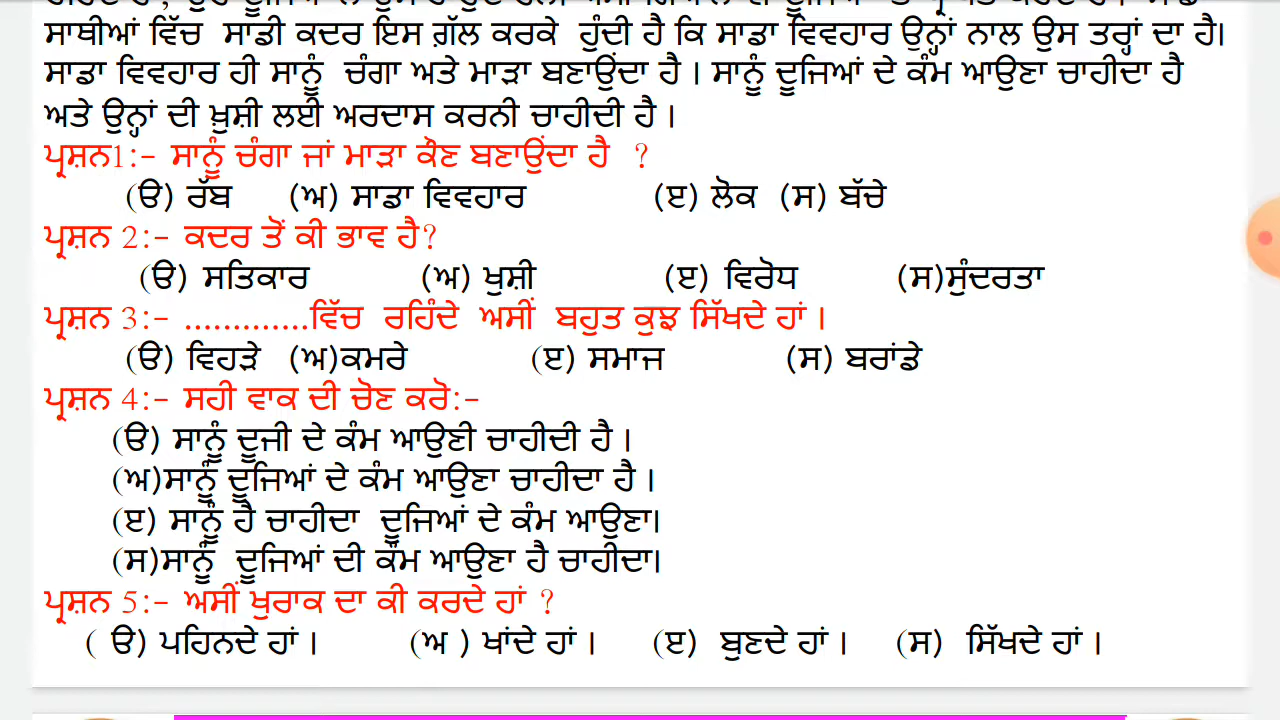 ਸਾਥੀਆਂ ਵਿੱਚ ਸਾਡੀ ਕਦਰ ਇਸ ਗ਼ੱਲ ਕਰਕੇ ਹੁੰਦੀ ਹੈ ਕਿ ਸਾਡਾ ਵਿਵਹਾਰ ਉਨ੍ਹਾਂ ਨਾਲ ਉਸ ਤਰ੍ਹਾਂ ਦਾ ਹੈ।
ਸਾਡਾ ਵਿਵਹਾਰ ਹੀ ਸਾਨੂੰ ਚੰਗਾ ਅਤੇ ਮਾੜਾ ਬਣਾਉਂਦਾ ਹੈ। ਸਾਨੂੰ ਦੂਜਿਆਂ ਦੇ ਕੰਮ ਆਉਣਾ ਚਾਹੀਦਾ ਹੈ
ਅਤੇ ਉਨ੍ਹਾਂ ਦੀ ਖ਼ੁਸ਼ੀ ਲਈ ਅਰਦਾਸ ਕਰਨੀ ਚਾਹੀਦੀ ਹੈ।
ਪ੍ਰਸ਼ਨ1:- ਸਾਨੂੰ ਚੰਗਾ ਜਾਂ ਮਾੜਾ ਕੌਣ ਬਣਾਉਂਦਾ ਹੈ ?
(ੳ) ਰੱਬ (ਅ) ਸਾਡਾ ਵਿਵਹਾਰ (ੲ) ਲੋਕ (ਸ) ਬੱਚੇ
ਪ੍ਰਸ਼ਨ 2:- ਕਦਰ ਤੋਂ ਕੀ ਭਾਵ ਹੈ?
(ੳ) ਸਤਿਕਾਰ (ਅ) ਖੁਸ਼ੀ (ੲ) ਵਿਰੋਧ (ਸ)ਸੁੰਦਰਤਾ
ਪ੍ਰਸ਼ਨ 3:- .............ਵਿੱਚ ਰਹਿੰਦੇ ਅਸੀਂ ਬਹੁਤ ਕੁਝ ਸਿੱਖਦੇ ਹਾਂ।
(ੳ) ਵਿਹੜੇ (ਅ)ਕਮਰੇ (ੲ) ਸਮਾਜ (ਸ) ਬਰਾਂਡੇ
ਪ੍ਰਸ਼ਨ 4:- ਸਹੀ ਵਾਕ ਦੀ ਚੋਣ ਕਰੋ:-
(ੳ) ਸਾਨੂੰ ਦੂਜੀ ਦੇ ਕੰਮ ਆਉਣੀ ਚਾਹੀਦੀ ਹੈ।
(ਅ)ਸਾਨੂੰ ਦੂਜਿਆਂ ਦੇ ਕੰਮ ਆਉਣਾ ਚਾਹੀਦਾ ਹੈ।
(ੲ) ਸਾਨੂੰ ਹੈ ਚਾਹੀਦਾ ਦੂਜਿਆਂ ਦੇ ਕੰਮ ਆਉਣਾ।
(ਸ)ਸਾਨੂੰ ਦੂਜਿਆਂ ਦੀ ਕੰਮ ਆਉਣਾ ਹੈ ਚਾਹੀਦਾ।
ਪ੍ਰਸ਼ਨ 5:- ਅਸੀਂ ਖੁਰਾਕ ਦਾ ਕੀ ਕਰਦੇ ਹਾਂ ?
( ੳ) ਪਹਿਨਦੇ ਹਾਂ। (ਅ ) ਖਾਂਦੇ ਹਾਂ। (ੲ) ਬੁਣਦੇ ਹਾਂ। (ਸ) ਸਿੱਖਦੇ ਹਾਂ।